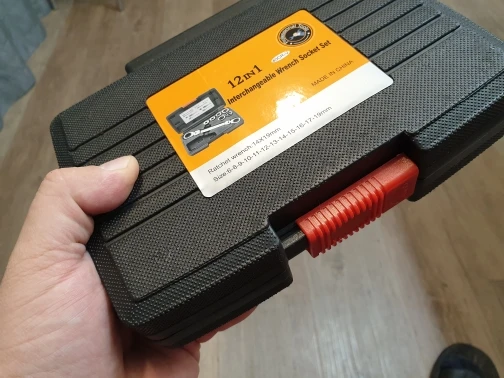 12 IN 1
Interchangeable Wrench Socket Set
MADE IN CHINA
Ratchet wrench:14X19mm
Size:6-8-9-10-11-12-13-14-15-16-17-19mm